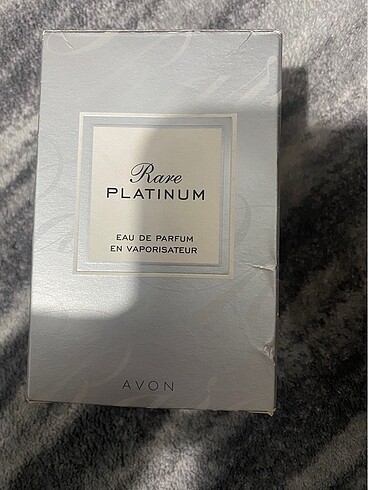 Rare
PLATINUM
EAU DE PARFUM
EN VAPORISATEUR
AVON